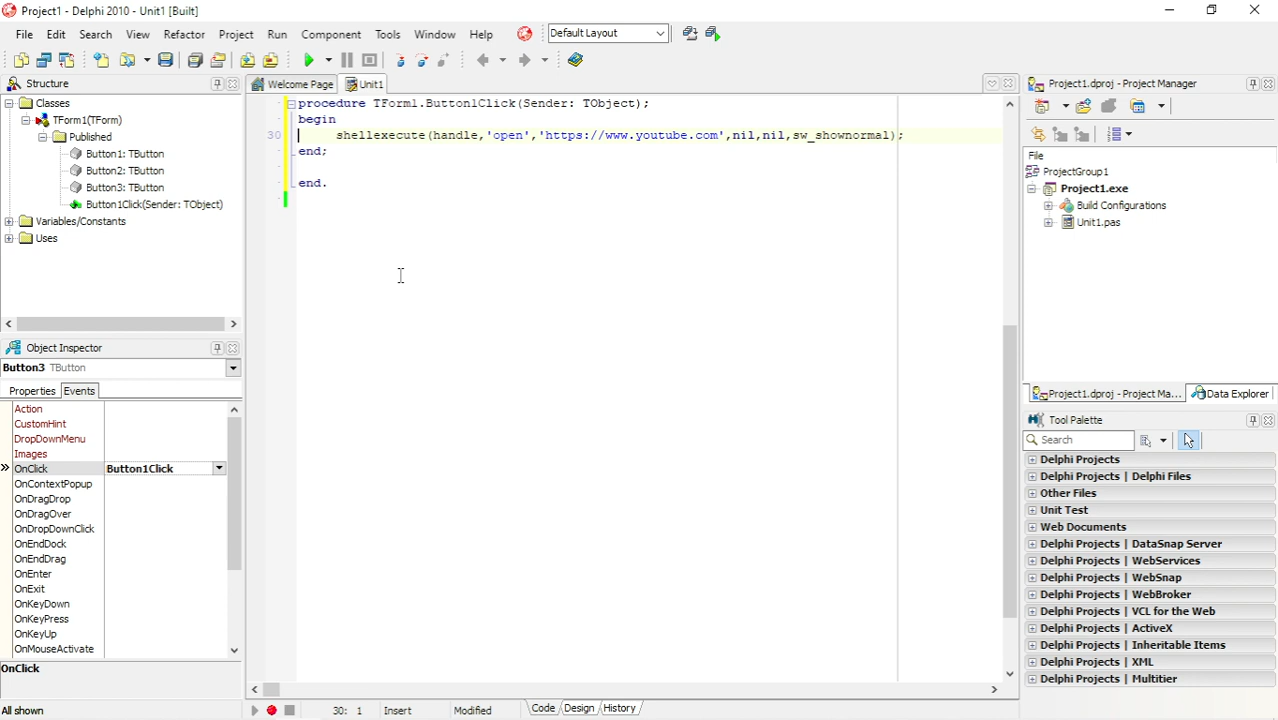 Project1 - Delphi 2010 - Unit1 [Built]
File Edit Search View Refactor Project Run Component Tools Window Help Default Layout
Structure
Classes
TForm1(TForm)
Published
Button1: TButton
Button2: TButton
Button3: TButton
Button1Click(Sender: TObject)
Variables/Constants
Uses
Object Inspector
Button3 TButton
Properties Events
Action
CustomHint
DropDownMenu
Images
OnClick Button1Click
OnContextPopup
OnDragDrop
OnDragOver
OnDropDownClick
OnEndDock
OnEndDrag
OnEnter
OnExit
OnKeyDown
OnKeyPress
OnKeyUp
OnMouseActivate
OnClick
All shown
Welcome Page Unit1
procedure TForm1.Button1Click(Sender: TObject);
begin
30 shellexecute(handle,'open','https://www.youtube.com',nil,nil,sw_shownormal);
end;
end.
30: 1 Insert Modified Code Design History
Project1.dproj - Project Manager
File
ProjectGroup1
Project1.exe
Build Configurations
Unit1.pas
Project1.dproj - Project Ma... Data Explorer
Tool Palette
Search
Delphi Projects
Delphi Projects | Delphi Files
Other Files
Unit Test
Web Documents
Delphi Projects | DataSnap Server
Delphi Projects | WebServices
Delphi Projects | WebSnap
Delphi Projects | WebBroker
VCL for the Web
Delphi Projects | ActiveX
Delphi Projects | Inheritable Items
Delphi Projects | XML
Delphi Projects | Multitier